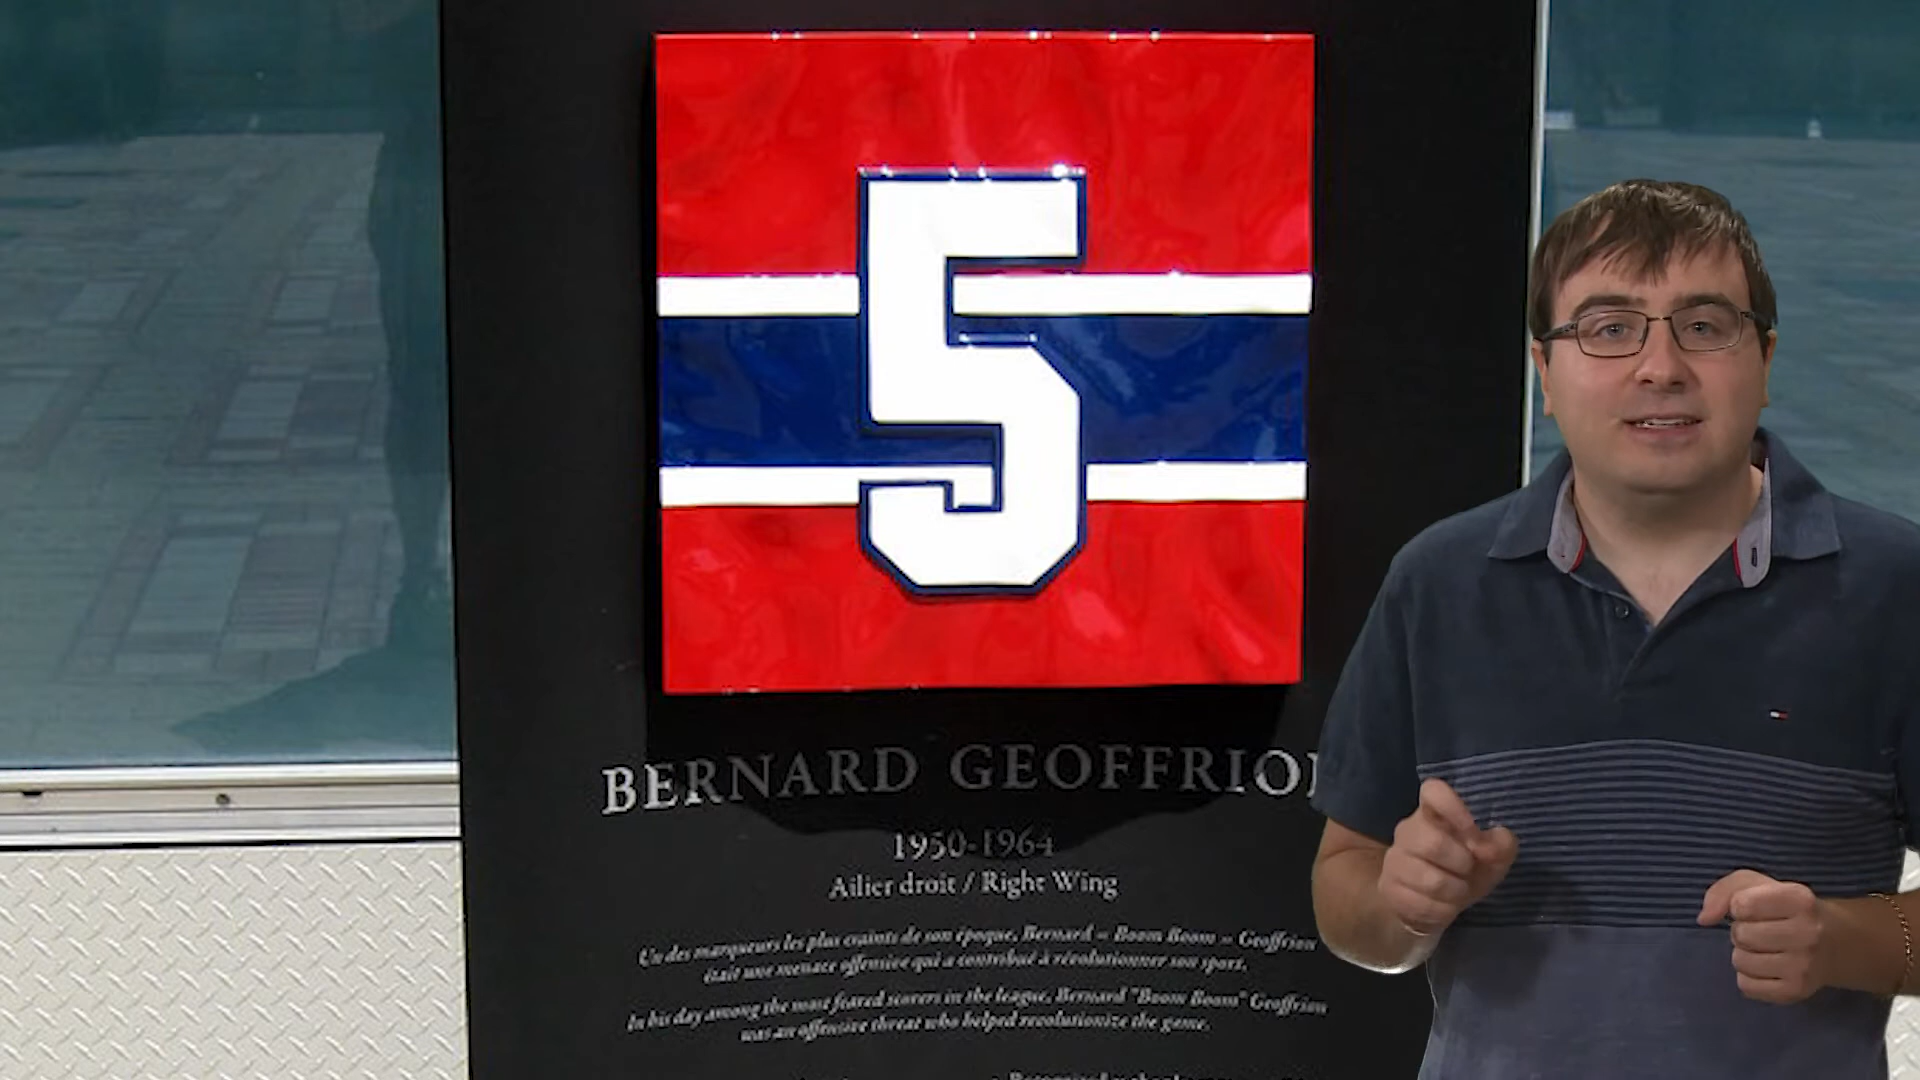 5
BERNARD GEOFFRION
1950-1964
Ailier droit / Right Wing
Un des marqueurs les plus craints de son époque, Bernard « Boom Boom » Geoffrion
était une menace offensive qui a contribué à révolutionner son sport.
In his day among the most feared scorers in the league, Bernard "Boom Boom" Geoffrion
was an offensive threat who helped revolutionize the game.